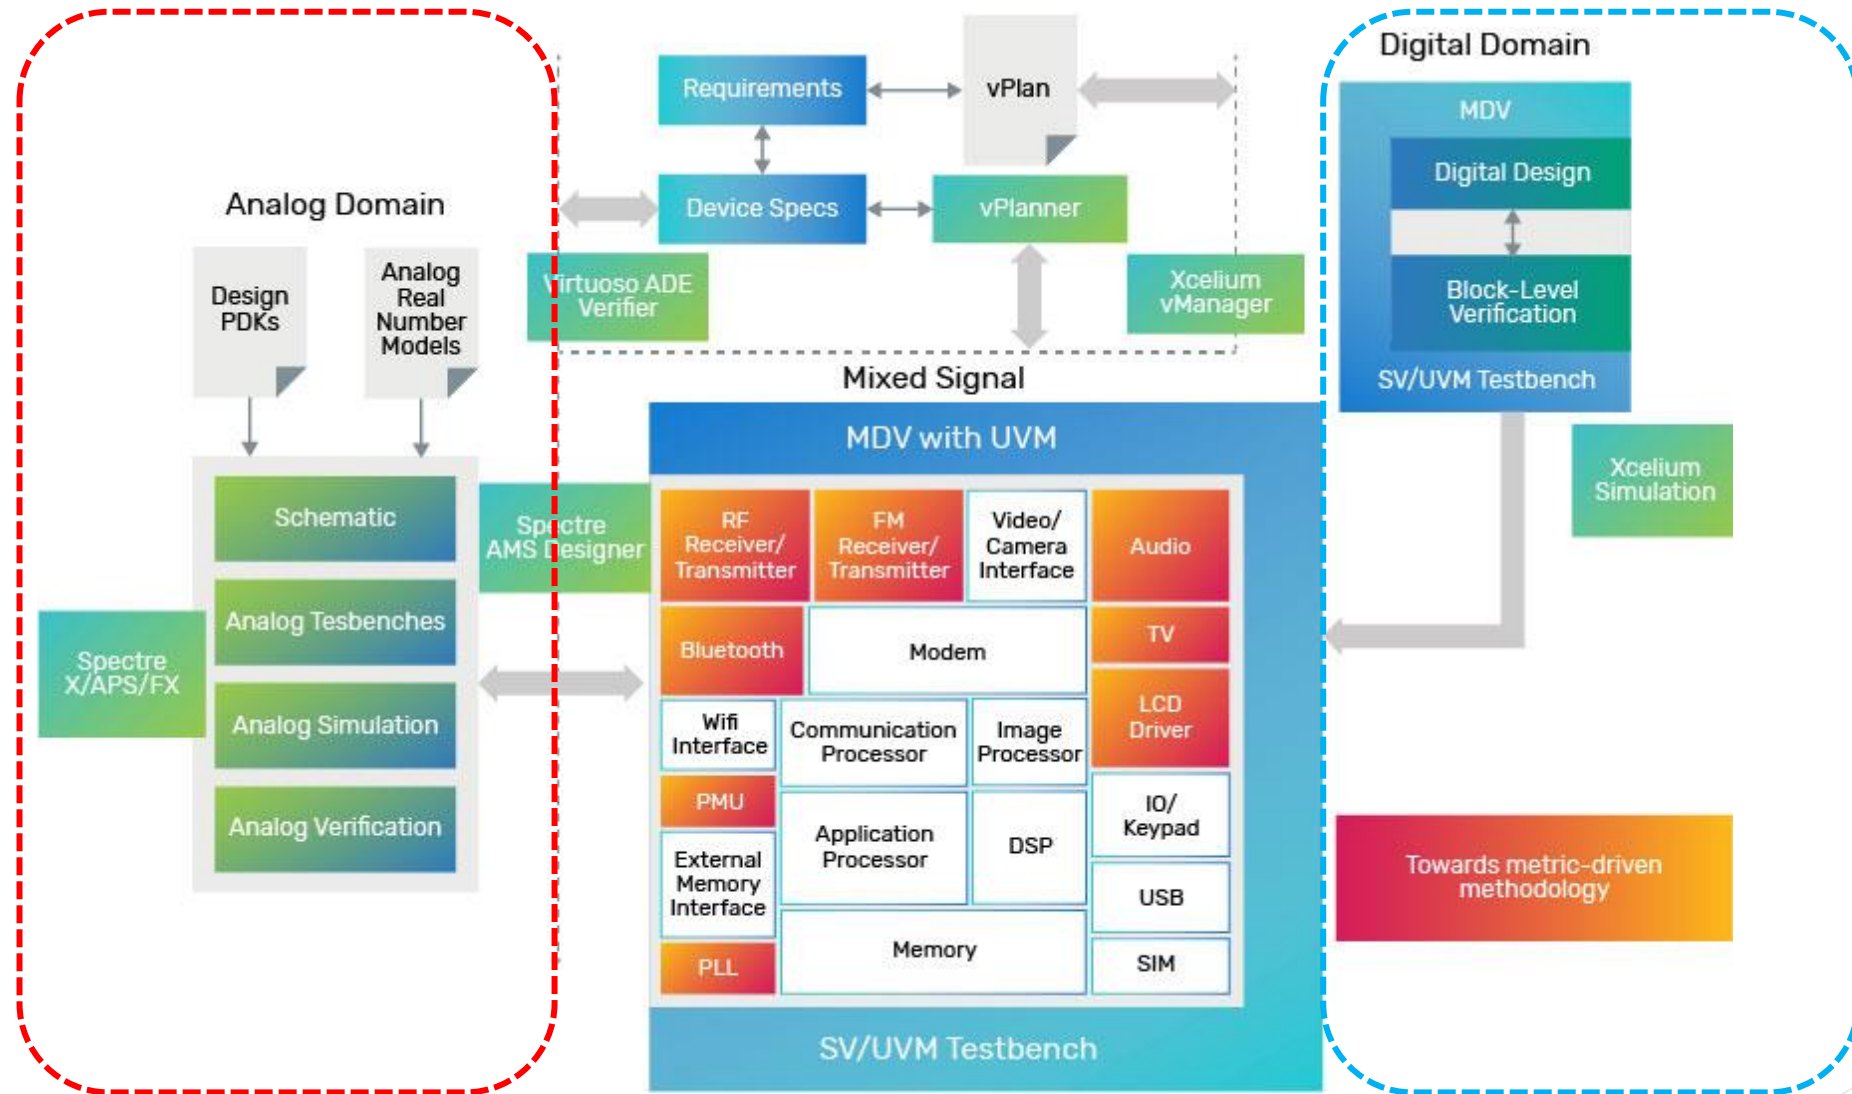 Digital Domain
Requirements
vPlan
MDV
Digital Design
Analog Domain
Device Specs
vPlanner
Design
PDKs
Analog
Real
Number
Models
Virtuoso ADE
Verifier
Xcelium
vManager
Block-Level
Verification
SV/UVM Testbench
Mixed Signal
MDV with UVM
Xcelium
Simulation
Schematic
Analog Tesbenches
Analog Simulation
Analog Verification
Spectre
X/APS/FX
Spectre
AMS Designer
RF
Receiver/
Transmitter
FM
Receiver/
Transmitter
Video/
Camera
Interface
Audio
Bluetooth
Modem
TV
LCD
Driver
Wifi
Interface
Communication
Processor
Image
Processor
PMU
Application
Processor
DSP
IO/
Keypad
External
Memory
Interface
USB
Memory
PLL
SIM
SV/UVM Testbench
Towards metric-driven
methodology